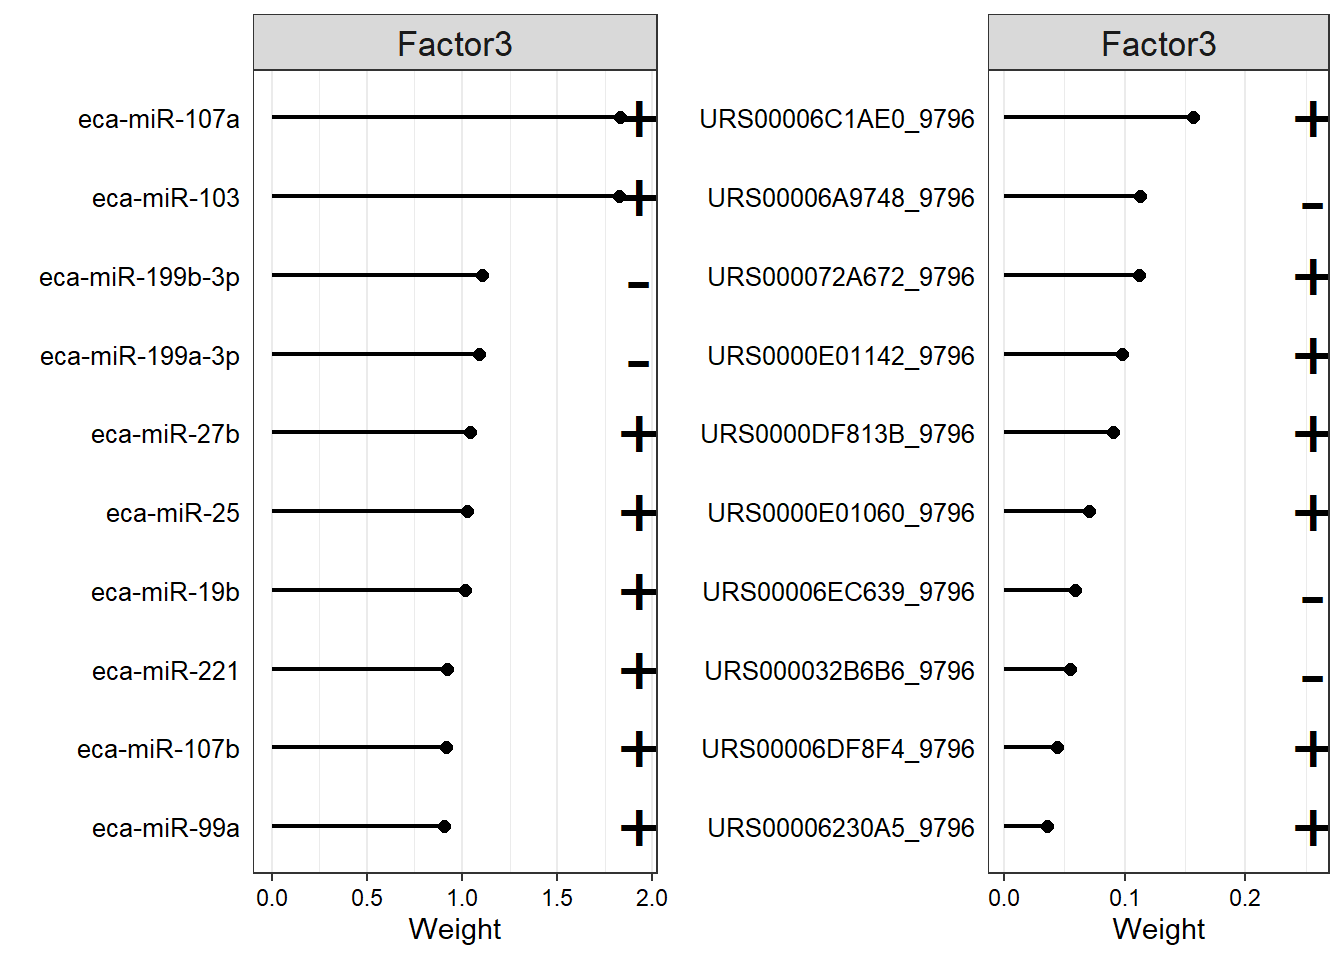 Factor3
eca-miR-107a +
eca-miR-103 +
eca-miR-199b-3p -
eca-miR-199a-3p -
eca-miR-27b +
eca-miR-25 +
eca-miR-19b +
eca-miR-221 +
eca-miR-107b +
eca-miR-99a +
0.0 0.5 1.0 1.5 2.0
Weight
Factor3
URS00006C1AE0_9796 +
URS00006A9748_9796 -
URS000072A672_9796 +
URS0000E01142_9796 +
URS0000DF813B_9796 +
URS0000E01060_9796 +
URS00006EC639_9796 -
URS000032B6B6_9796 -
URS00006DF8F4_9796 +
URS00006230A5_9796 +
0.0 0.1 0.2
Weight